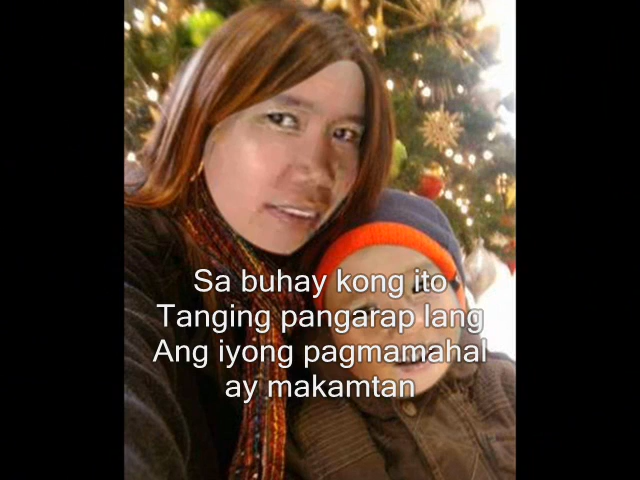 Sa buhay kong ito
Tanging pangarap lang
Ang iyong pagmamahal
ay makamtan